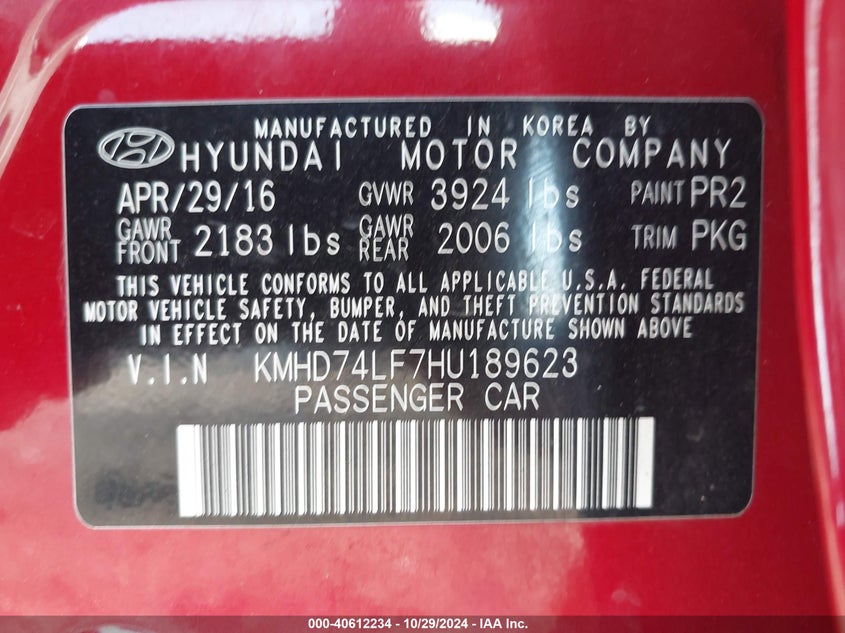 MANUFACTURED IN KOREA BY
HYUNDAI MOTOR COMPANY
APR/29/16 GVWR 3924 lbs PAINT PR2
GAWR FRONT 2183 lbs GAWR REAR 2006 lbs TRIM PKG
THIS VEHICLE CONFORMS TO ALL APPLICABLE U.S.A. FEDERAL
MOTOR VEHICLE SAFETY, BUMPER, AND THEFT PREVENTION STANDARDS
IN EFFECT ON THE DATE OF MANUFACTURE SHOWN ABOVE
V.I.N KMHD74LF7HU189623
PASSENGER CAR
000-40612234 - 10/29/2024 - IAA Inc.